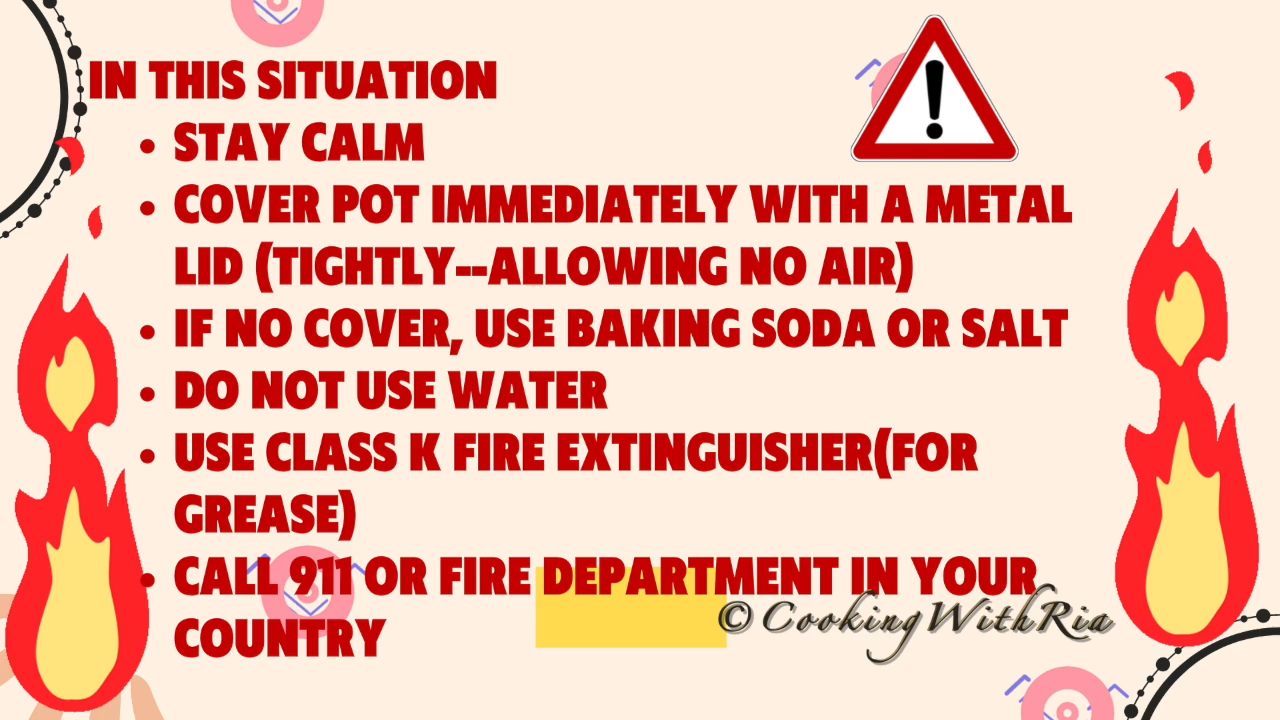 IN THIS SITUATION
• STAY CALM
• COVER POT IMMEDIATELY WITH A METAL
LID (TIGHTLY--ALLOWING NO AIR)
• IF NO COVER, USE BAKING SODA OR SALT
• DO NOT USE WATER
• USE CLASS K FIRE EXTINGUISHER(FOR
GREASE)
• CALL 911 OR FIRE DEPARTMENT IN YOUR
COUNTRY
© CookingWithRia